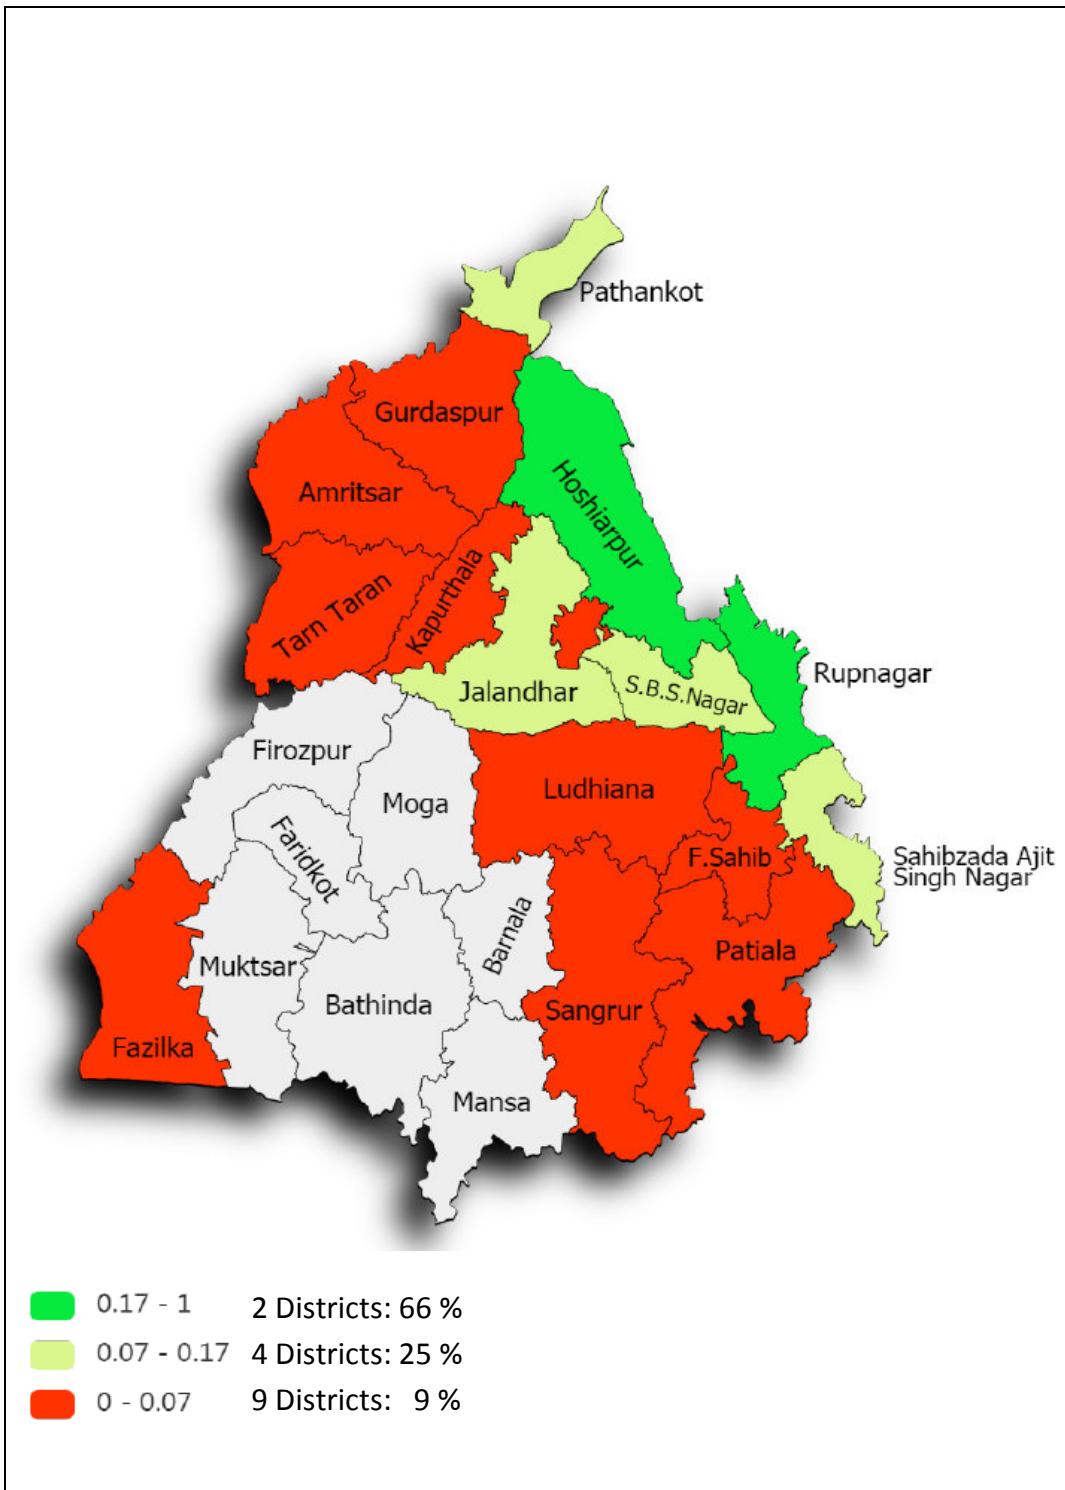 Pathankot
Gurdaspur
Amritsar
Hoshiarpur
Tarn Taran
Kapurthala
Rupnagar
Jalandhar
S.B.S.Nagar
Firozpur
Moga
Ludhiana
Faridkot
F.Sahib
Sahibzada Ajit
Singh Nagar
Barnala
Muktsar
Patiala
Bathinda
Sangrur
Fazilka
Mansa
0.17 - 1 2 Districts: 66 %
0.07 - 0.17 4 Districts: 25 %
0 - 0.07 9 Districts: 9 %